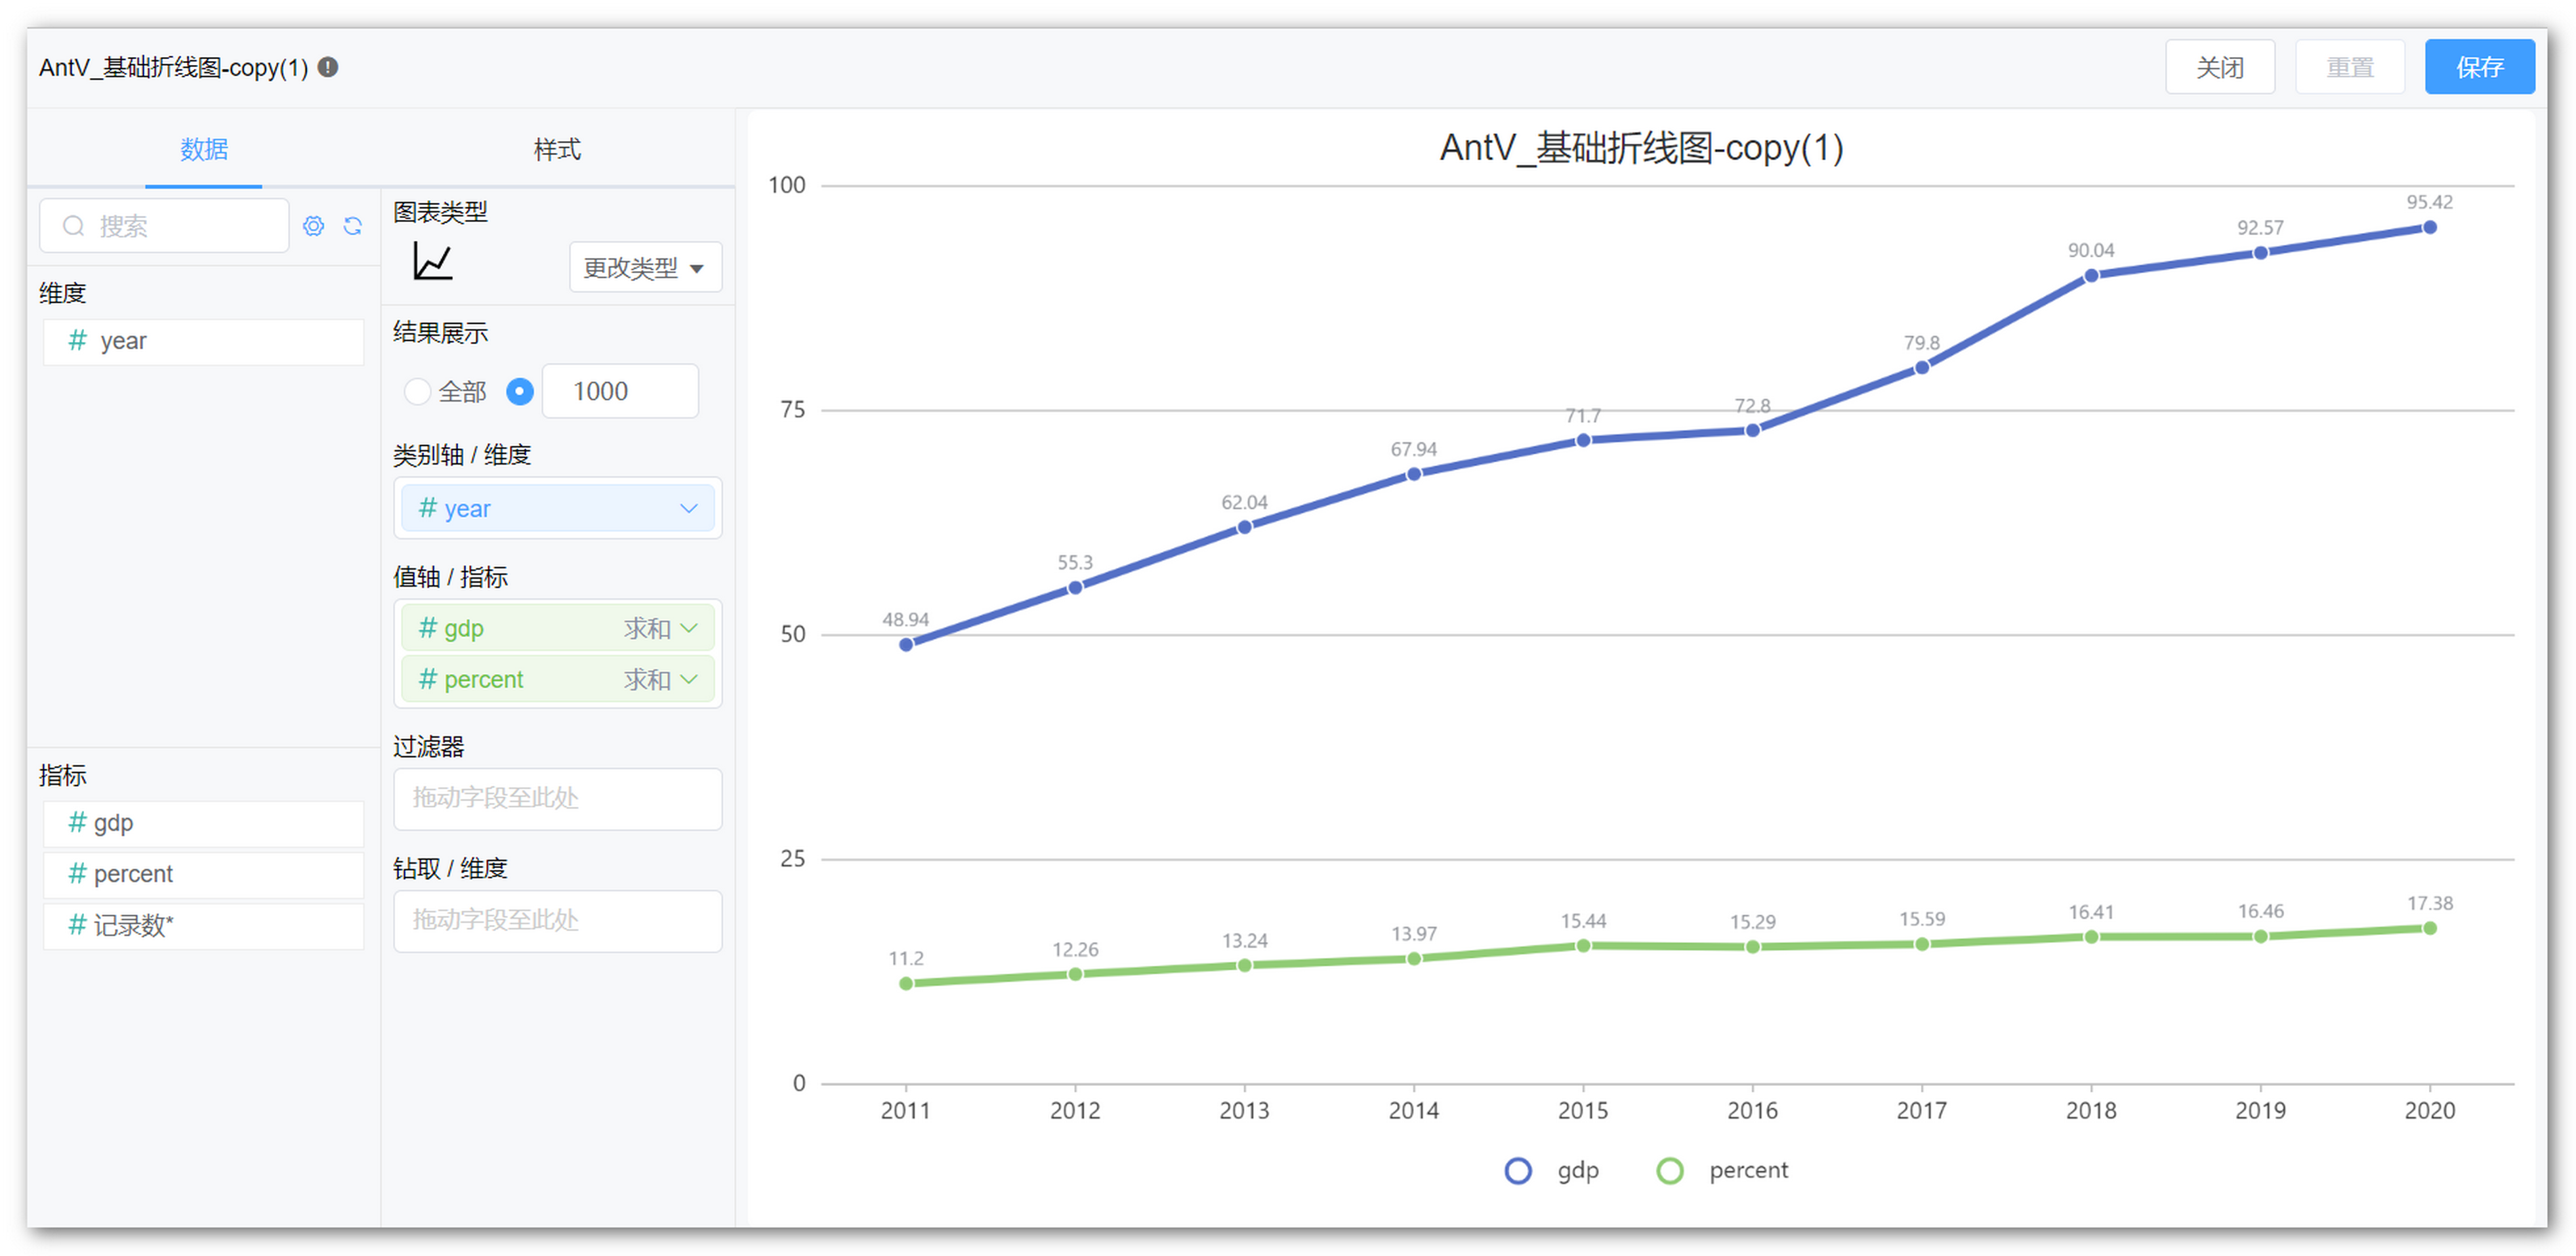 AntV_基础折线图-copy(1)
关闭
重置
保存
数据
样式
搜索
维度
# year
指标
# gdp
# percent
# 记录数*
图表类型
更改类型
结果展示
全部
1000
类别轴 / 维度
# year
值轴 / 指标
# gdp 求和
# percent 求和
过滤器
拖动字段至此处
钻取 / 维度
拖动字段至此处
AntV_基础折线图-copy(1)
100
75
50
25
0
48.94
55.3
62.04
67.94
71.7
72.8
79.8
90.04
92.57
95.42
11.2
12.26
13.24
13.97
15.44
15.29
15.59
16.41
16.46
17.38
2011 2012 2013 2014 2015 2016 2017 2018 2019 2020
gdp percent